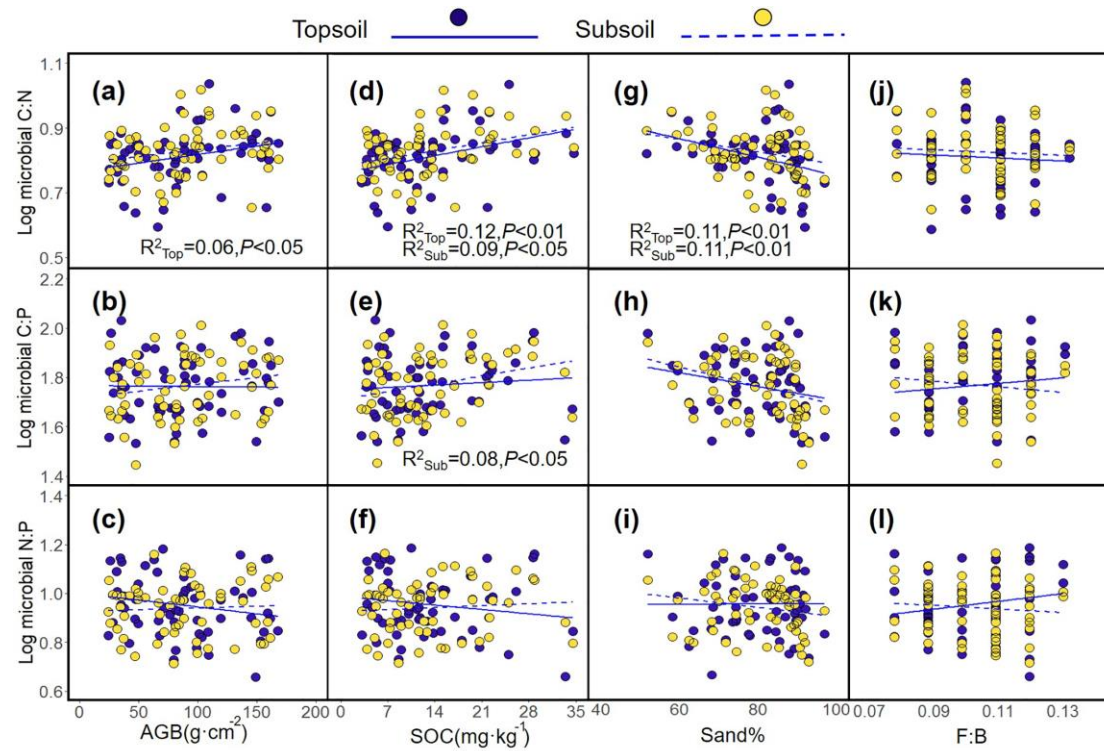 Topsoil Subsoil
Log microbial C:N
1.1
0.9
0.7
0.5
(a)
R²Top=0.06,P<0.05
(d)
R²Top=0.12,P<0.01
R²Sub=0.09,P<0.05
(g)
R²Top=0.11,P<0.01
R²Sub=0.11,P<0.01
(j)
Log microbial C:P
2.2
2.0
1.8
1.6
1.4
(b)
(e)
R²Sub=0.08,P<0.05
(h)
(k)
Log microbial N:P
1.4
1.2
1.0
0.8
0.6
(c)
(f)
(i)
(l)
0 50 100 150 200
AGB(g·cm⁻²)
0 7 14 21 28 35
SOC(mg·kg⁻¹)
40 60 80 100
Sand%
0.07 0.09 0.11 0.13
F:B